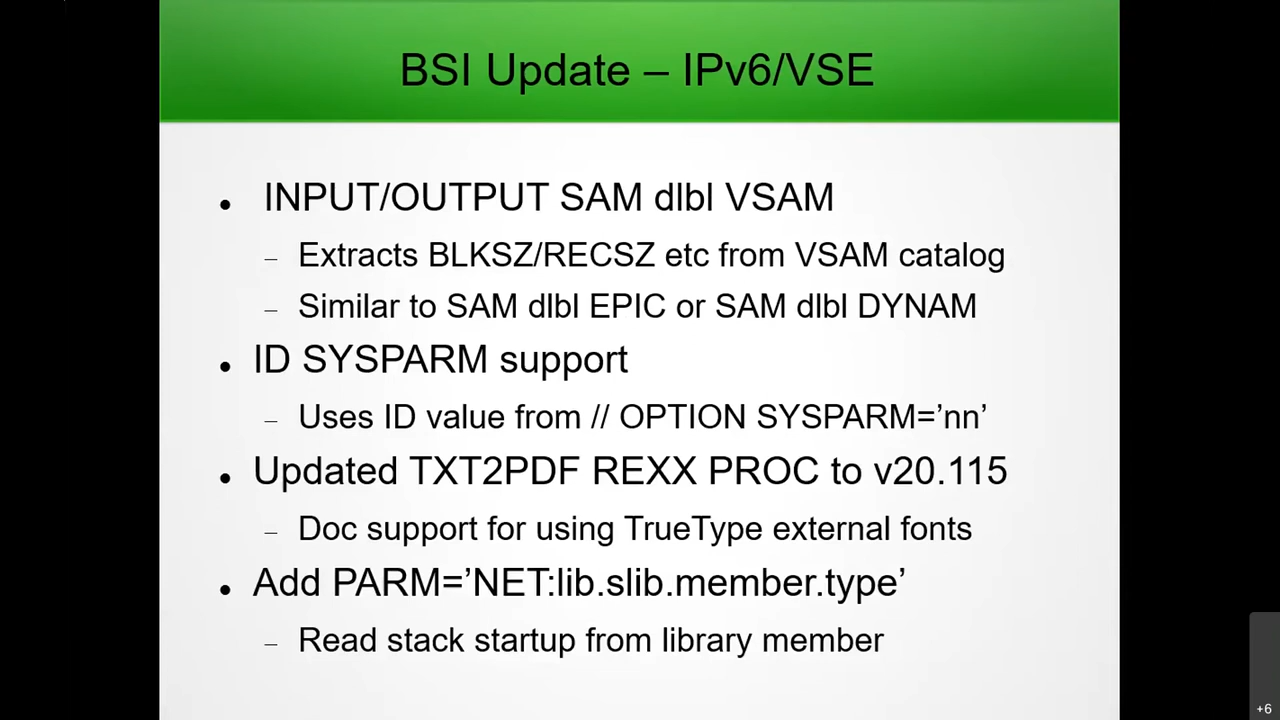 BSI Update – IPv6/VSE
● INPUT/OUTPUT SAM dlbl VSAM
– Extracts BLKSZ/RECSZ etc from VSAM catalog
– Similar to SAM dlbl EPIC or SAM dlbl DYNAM
● ID SYSPARM support
– Uses ID value from // OPTION SYSPARM=’nn’
● Updated TXT2PDF REXX PROC to v20.115
– Doc support for using TrueType external fonts
● Add PARM=’NET:lib.slib.member.type’
– Read stack startup from library member
+6